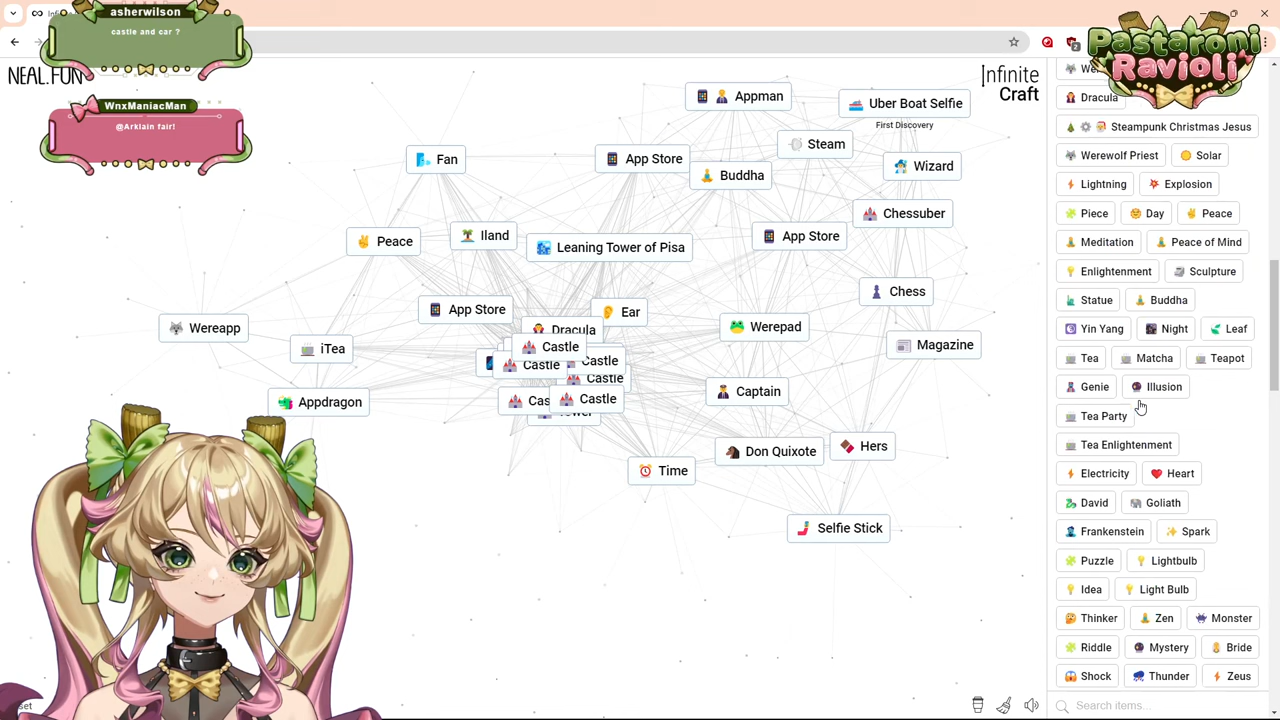 asherwilson
castle and car ?
NEAL.FUN
WnxManiacMan
@Arklain fair!
Pastaroni
Ravioli
Infinite
Craft
Appman
Uber Boat Selfie
First Discovery
Fan
App Store
Steam
Buddha
Wizard
Chessuber
Peace
Iland
Leaning Tower of Pisa
App Store
Chess
App Store
Ear
Dracula
Werepad
Wereapp
iTea
Castle
Castle
Castle
Castle
Magazine
Appdragon
Castle
Captain
Don Quixote
Hers
Time
Selfie Stick
Dracula
Steampunk Christmas Jesus
Werewolf Priest
Solar
Lightning
Explosion
Piece
Day
Peace
Meditation
Peace of Mind
Enlightenment
Sculpture
Statue
Buddha
Yin Yang
Night
Leaf
Tea
Matcha
Teapot
Genie
Illusion
Tea Party
Tea Enlightenment
Electricity
Heart
David
Goliath
Frankenstein
Spark
Puzzle
Lightbulb
Idea
Light Bulb
Thinker
Zen
Monster
Riddle
Mystery
Bride
Shock
Thunder
Zeus
Search items...